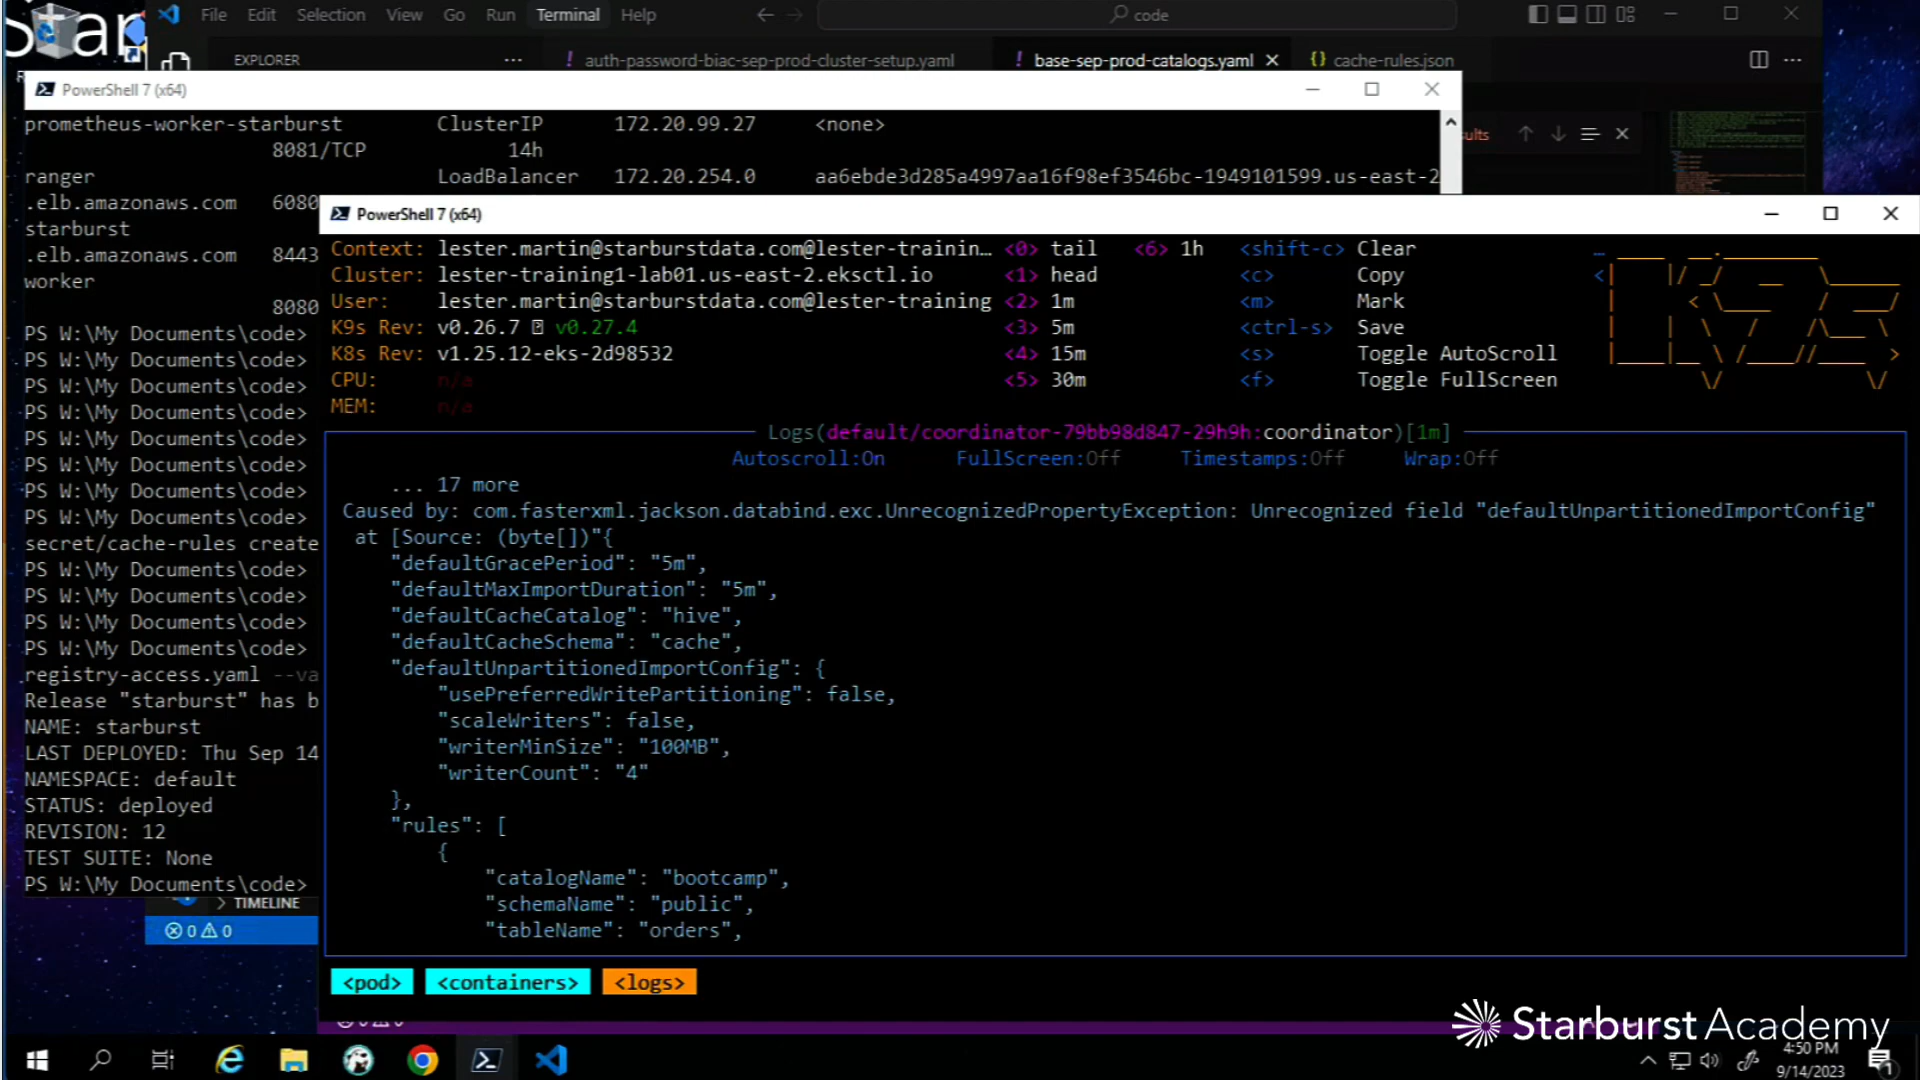 File Edit Selection View Go Run Terminal Help
code
EXPLORER
auth-password-biac-sep-prod-cluster-setup.yaml
base-sep-prod-catalogs.yaml
cache-rules.json
PowerShell 7 (x64)
prometheus-worker-starburst ClusterIP 172.20.99.27 <none>
8081/TCP 14h
ranger LoadBalancer 172.20.254.0 aa6ebde3d285a4997aa16f98ef3546bc-1949101599.us-east-2
.elb.amazonaws.com 6080
starburst
.elb.amazonaws.com 8443
worker
8080
PS W:\My Documents\code>
PS W:\My Documents\code>
PS W:\My Documents\code>
PS W:\My Documents\code>
PS W:\My Documents\code>
PS W:\My Documents\code>
PS W:\My Documents\code>
PS W:\My Documents\code>
secret/cache-rules create
PS W:\My Documents\code>
PS W:\My Documents\code>
PS W:\My Documents\code>
PS W:\My Documents\code>
registry-access.yaml --va
Release "starburst" has b
NAME: starburst
LAST DEPLOYED: Thu Sep 14
NAMESPACE: default
STATUS: deployed
REVISION: 12
TEST SUITE: None
PS W:\My Documents\code>
TIMELINE
0 0
PowerShell 7 (x64)
Context: lester.martin@starburstdata.com@lester-trainin… <0> tail <6> 1h <shift-c> Clear
Cluster: lester-training1-lab01.us-east-2.eksctl.io <1> head <c> Copy
User: lester.martin@starburstdata.com@lester-training <2> 1m <m> Mark
K9s Rev: v0.26.7 v0.27.4 <3> 5m <ctrl-s> Save
K8s Rev: v1.25.12-eks-2d98532 <4> 15m <s> Toggle AutoScroll
CPU: n/a <5> 30m <f> Toggle FullScreen
MEM: n/a
K9s
Logs(default/coordinator-79bb98d847-29h9h:coordinator)[1m]
Autoscroll:On FullScreen:Off Timestamps:Off Wrap:Off
... 17 more
Caused by: com.fasterxml.jackson.databind.exc.UnrecognizedPropertyException: Unrecognized field "defaultUnpartitionedImportConfig"
at [Source: (byte[])"{
"defaultGracePeriod": "5m",
"defaultMaxImportDuration": "5m",
"defaultCacheCatalog": "hive",
"defaultCacheSchema": "cache",
"defaultUnpartitionedImportConfig": {
"usePreferredWritePartitioning": false,
"scaleWriters": false,
"writerMinSize": "100MB",
"writerCount": "4"
},
"rules": [
{
"catalogName": "bootcamp",
"schemaName": "public",
"tableName": "orders",
<pod> <containers> <logs>
Starburst Academy
4:50 PM
9/14/2023